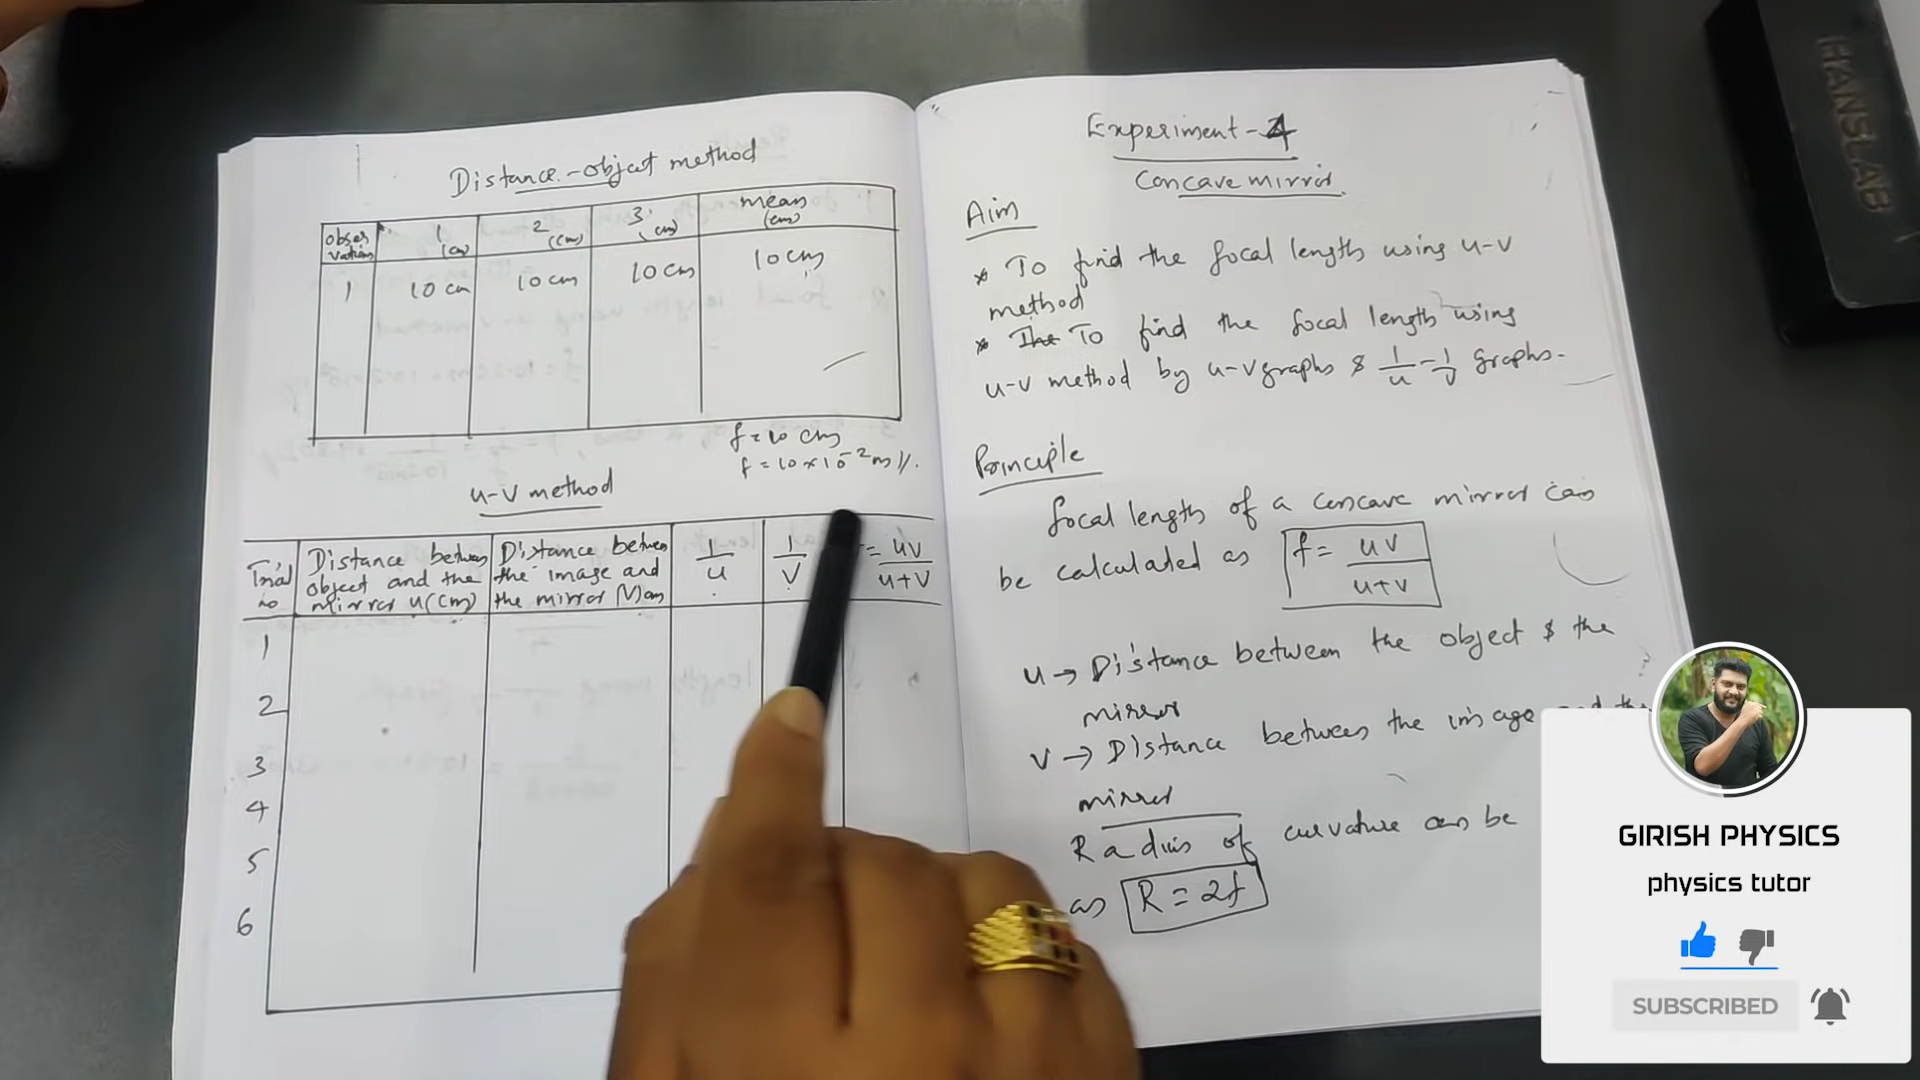 Distance-object method
Obser
vations
1
(cm)
2
(cm)
3
(cm)
mean
(cm)
1
10 cm
10 cm
10 cm
10 cm
f = 10 cm
f = 10 × 10⁻² m //.
u-v method
Trial
no
Distance between
object and the
mirror u (cm)
Distance between
the image and
the mirror (V) cm
1/u
1/v
= uv/u+v
1
2
3
4
5
6
Experiment-4
Concave mirror.
Aim
* To find the focal length using u-v
method
* The To find the focal length using
u-v method by u-v graphs & 1/u - 1/v graphs.
Principle
focal length of a concave mirror can
be calculated as f = uv/u+v
u → Distance between the object & the
mirror
v → Distance between the image and the
mirror
Radius of curvature can be
as R = 2f
HANSLAB
GIRISH PHYSICS
physics tutor
SUBSCRIBED